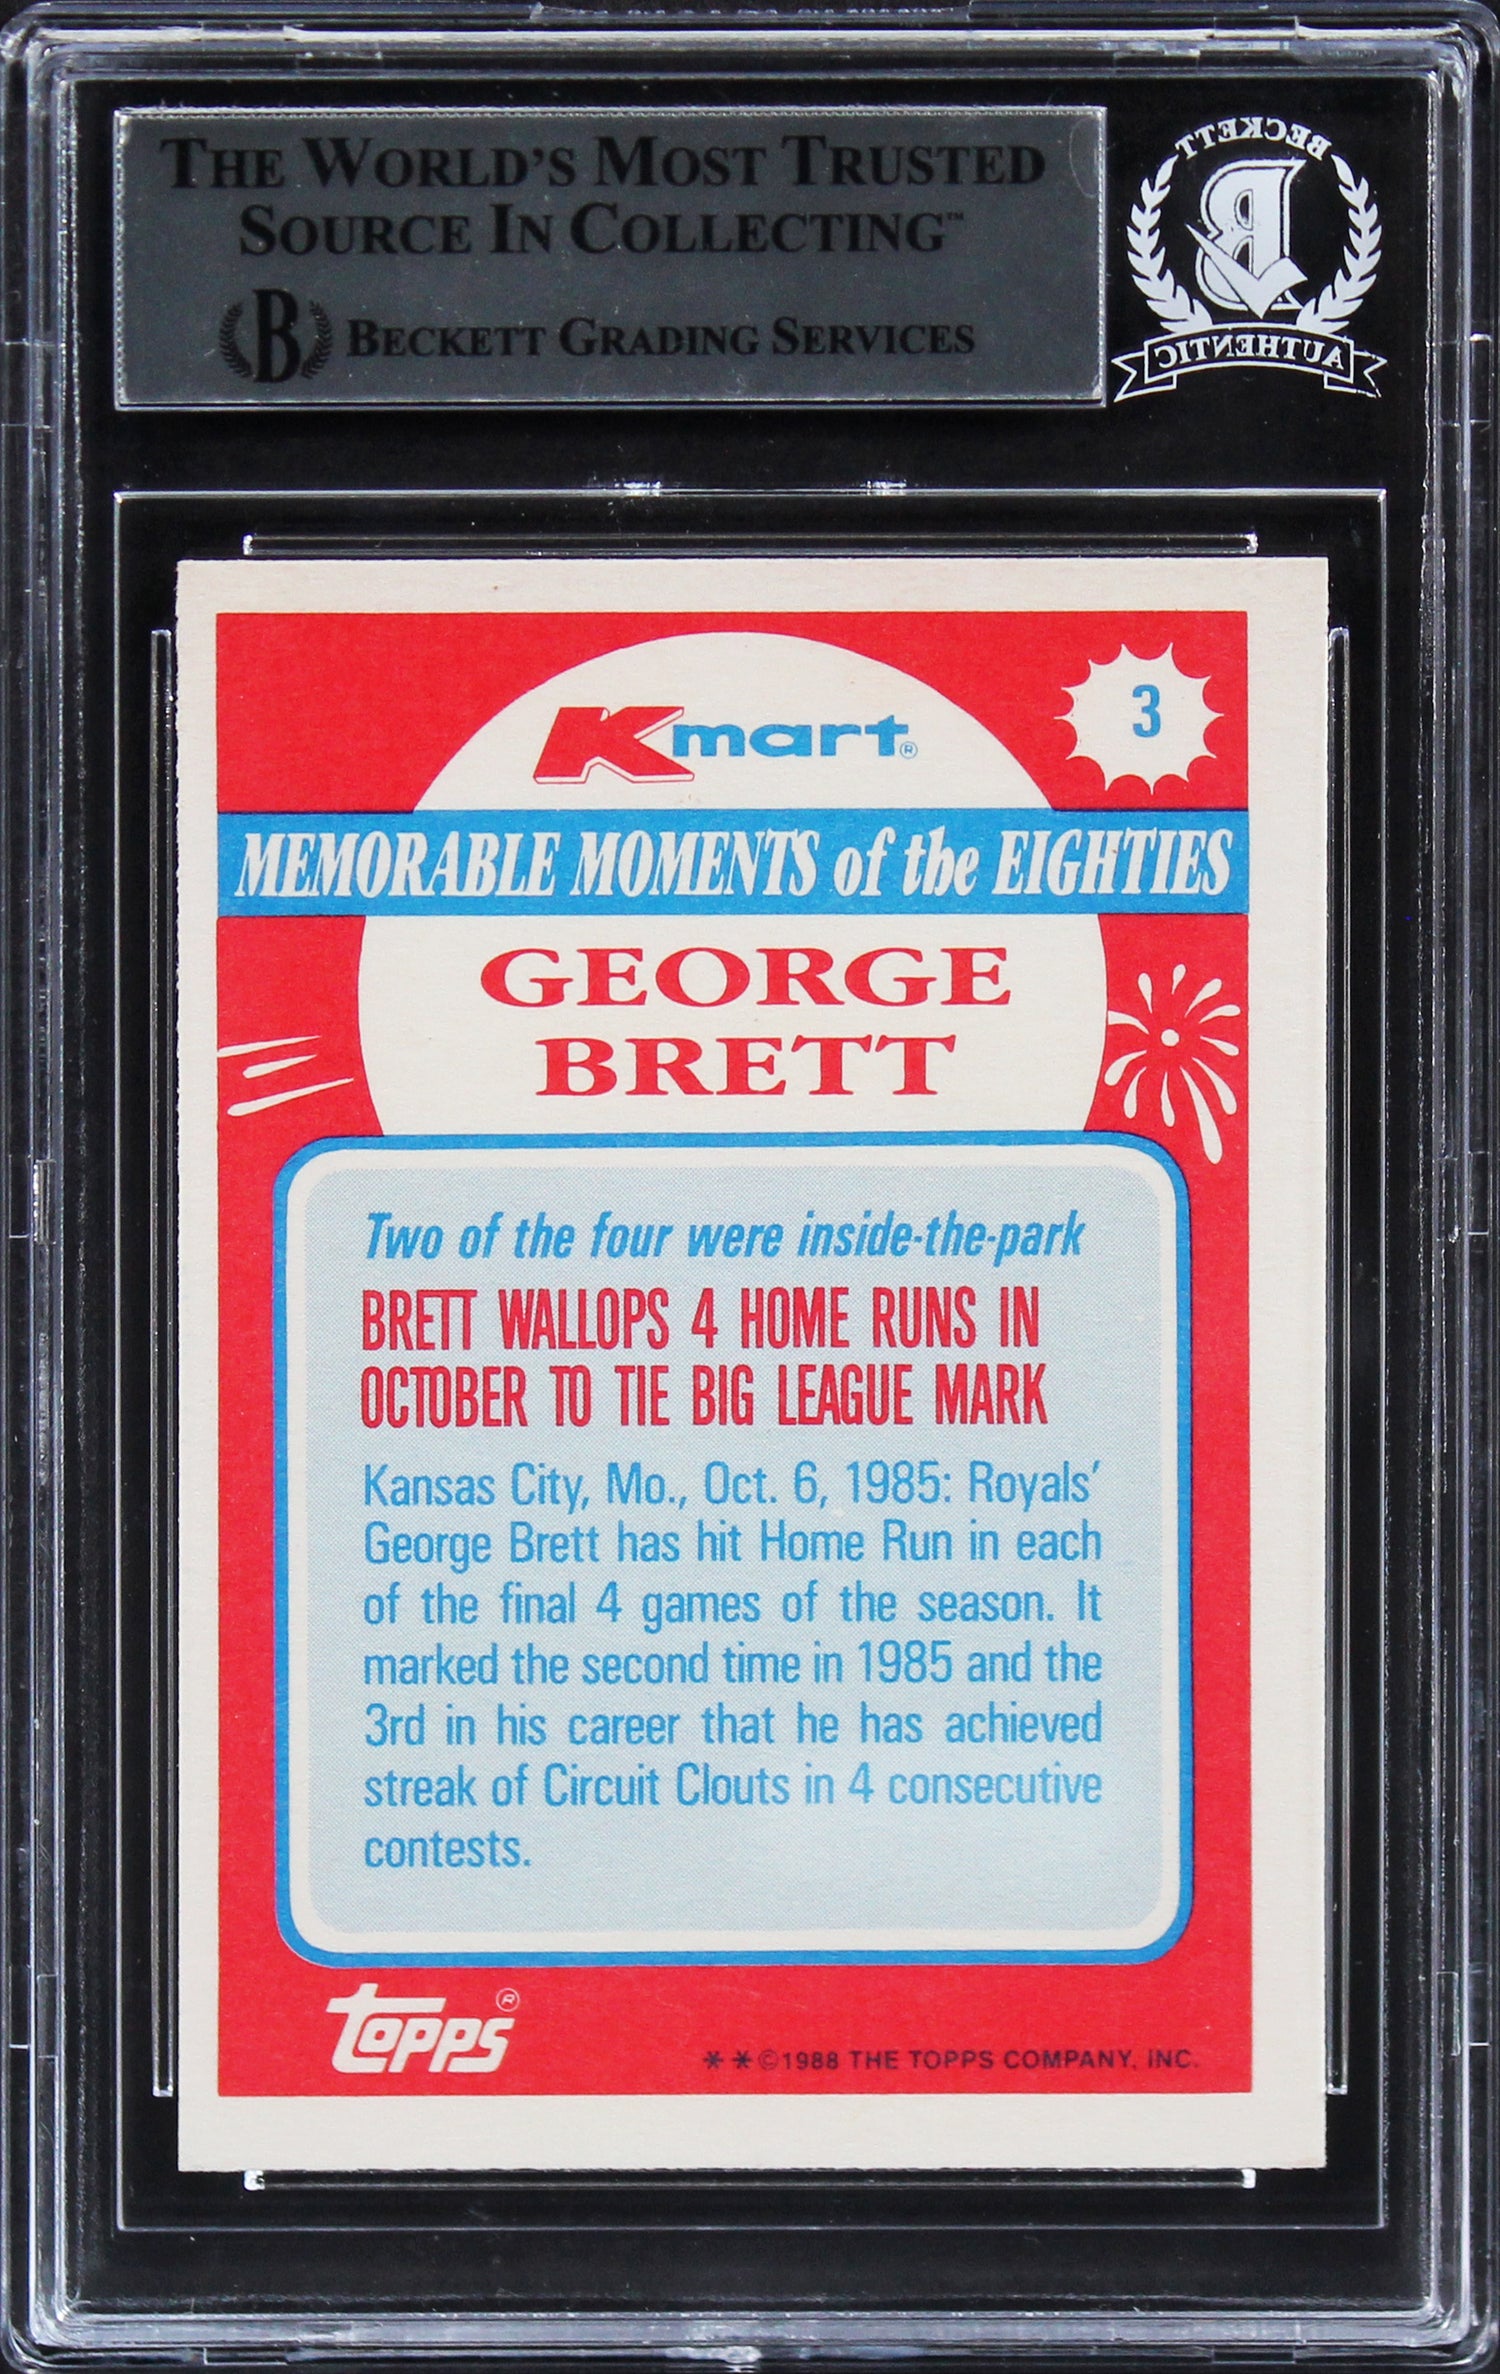 THE WORLD'S MOST TRUSTED
SOURCE IN COLLECTING™
B BECKETT GRADING SERVICES
BECKETT
B
AUTHENTIC
Kmart®
3
MEMORABLE MOMENTS of the EIGHTIES
GEORGE
BRETT
Two of the four were inside-the-park
BRETT WALLOPS 4 HOME RUNS IN
OCTOBER TO TIE BIG LEAGUE MARK
Kansas City, Mo., Oct. 6, 1985: Royals'
George Brett has hit Home Run in each
of the final 4 games of the season. It
marked the second time in 1985 and the
3rd in his career that he has achieved
streak of Circuit Clouts in 4 consecutive
contests.
topps®
* * © 1988 THE TOPPS COMPANY, INC.